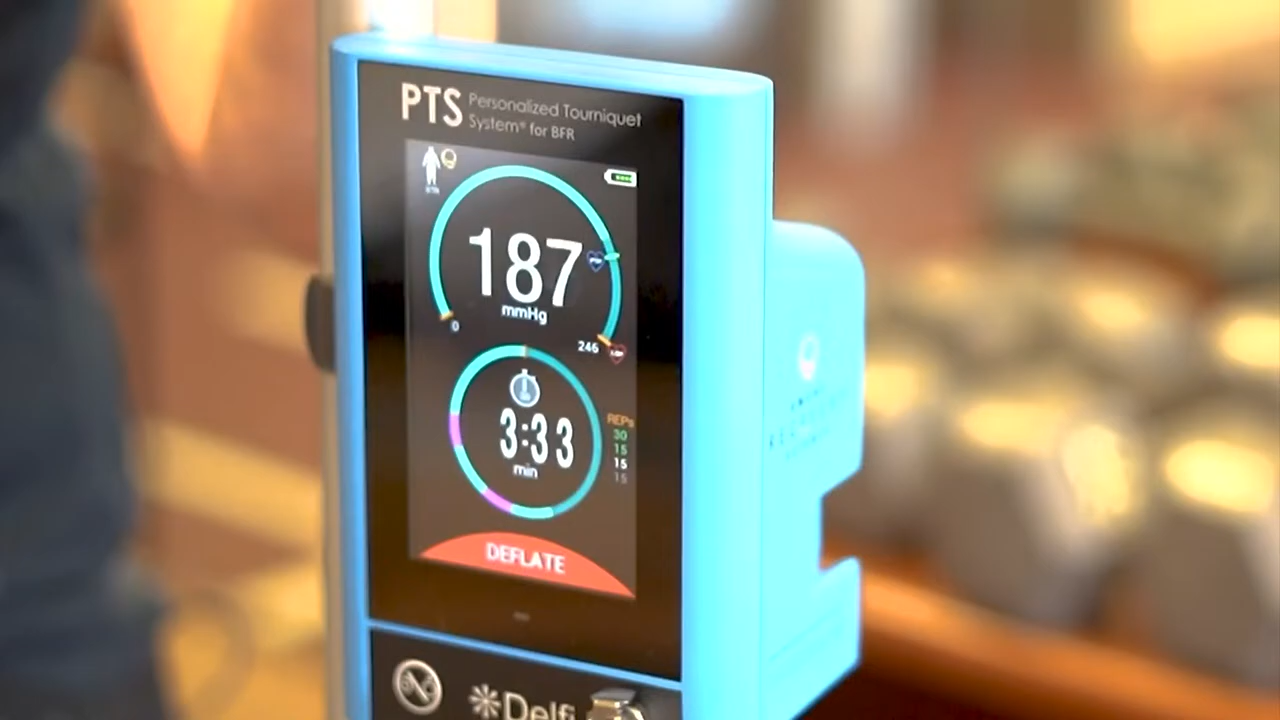 PTS Personalized Tourniquet
System® for BFR
187
mmHg
0
246
LOP
3:33
min
REPs
30
15
15
15
DEFLATE
Delfi